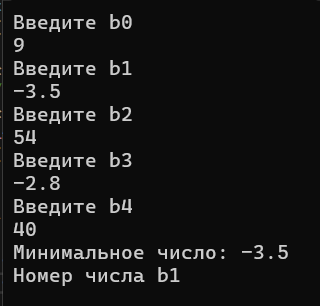 Введите b0
9
Введите b1
-3.5
Введите b2
54
Введите b3
-2.8
Введите b4
40
Минимальное число: -3.5
Номер числа b1